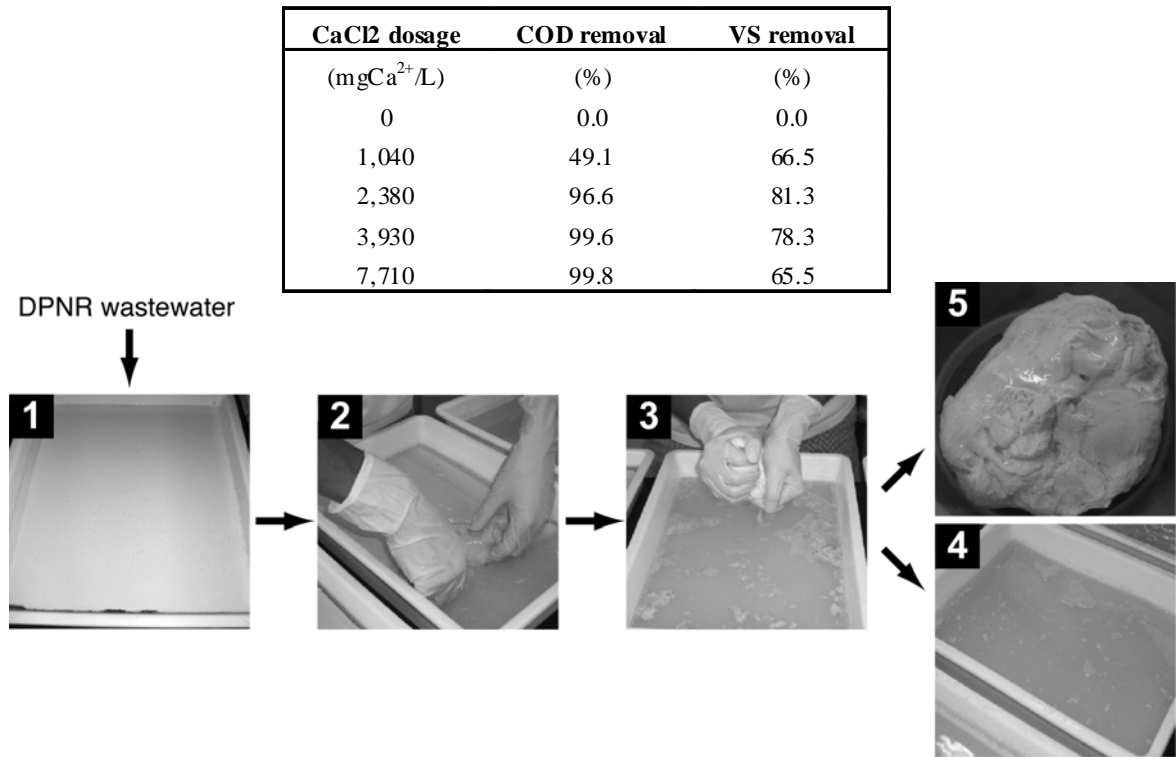 CaCl2 dosage COD removal VS removal
(mgCa²⁺/L) (%) (%)
0 0.0 0.0
1,040 49.1 66.5
2,380 96.6 81.3
3,930 99.6 78.3
7,710 99.8 65.5
DPNR wastewater
1
2
3
5
4